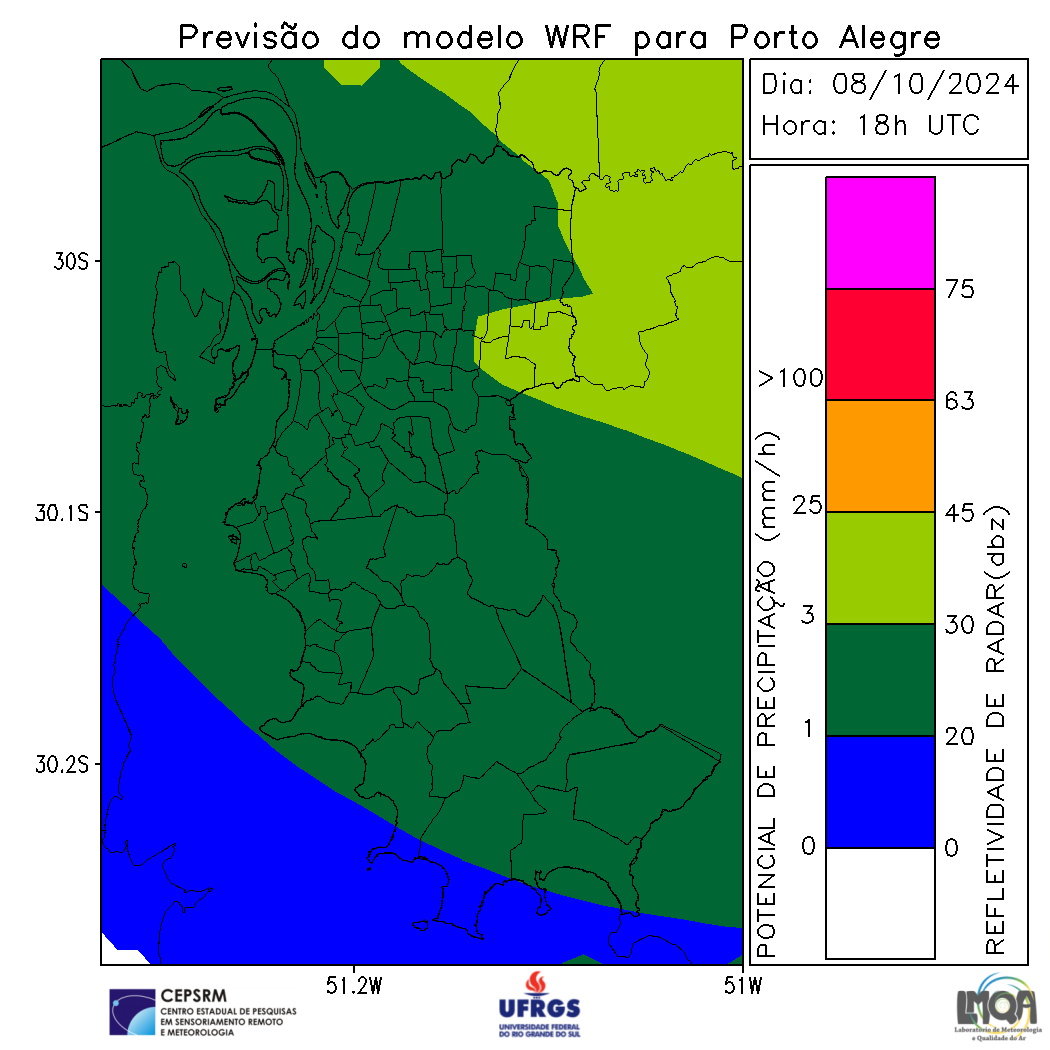 Previsão do modelo WRF para Porto Alegre
Dia: 08/10/2024
Hora: 18h UTC
30S
30.1S
30.2S
51.2W
51W
POTENCIAL DE PRECIPITAÇÃO (mm/h)
>100
25
3
1
0
75
63
45
30
20
0
REFLETIVIDADE DE RADAR(dbz)
CEPSRM
CENTRO ESTADUAL DE PESQUISAS
EM SENSORIAMENTO REMOTO
E METEOROLOGIA
UFRGS
UNIVERSIDADE FEDERAL
DO RIO GRANDE DO SUL
LMQA
Laboratório de Meteorologia
e Qualidade do Ar